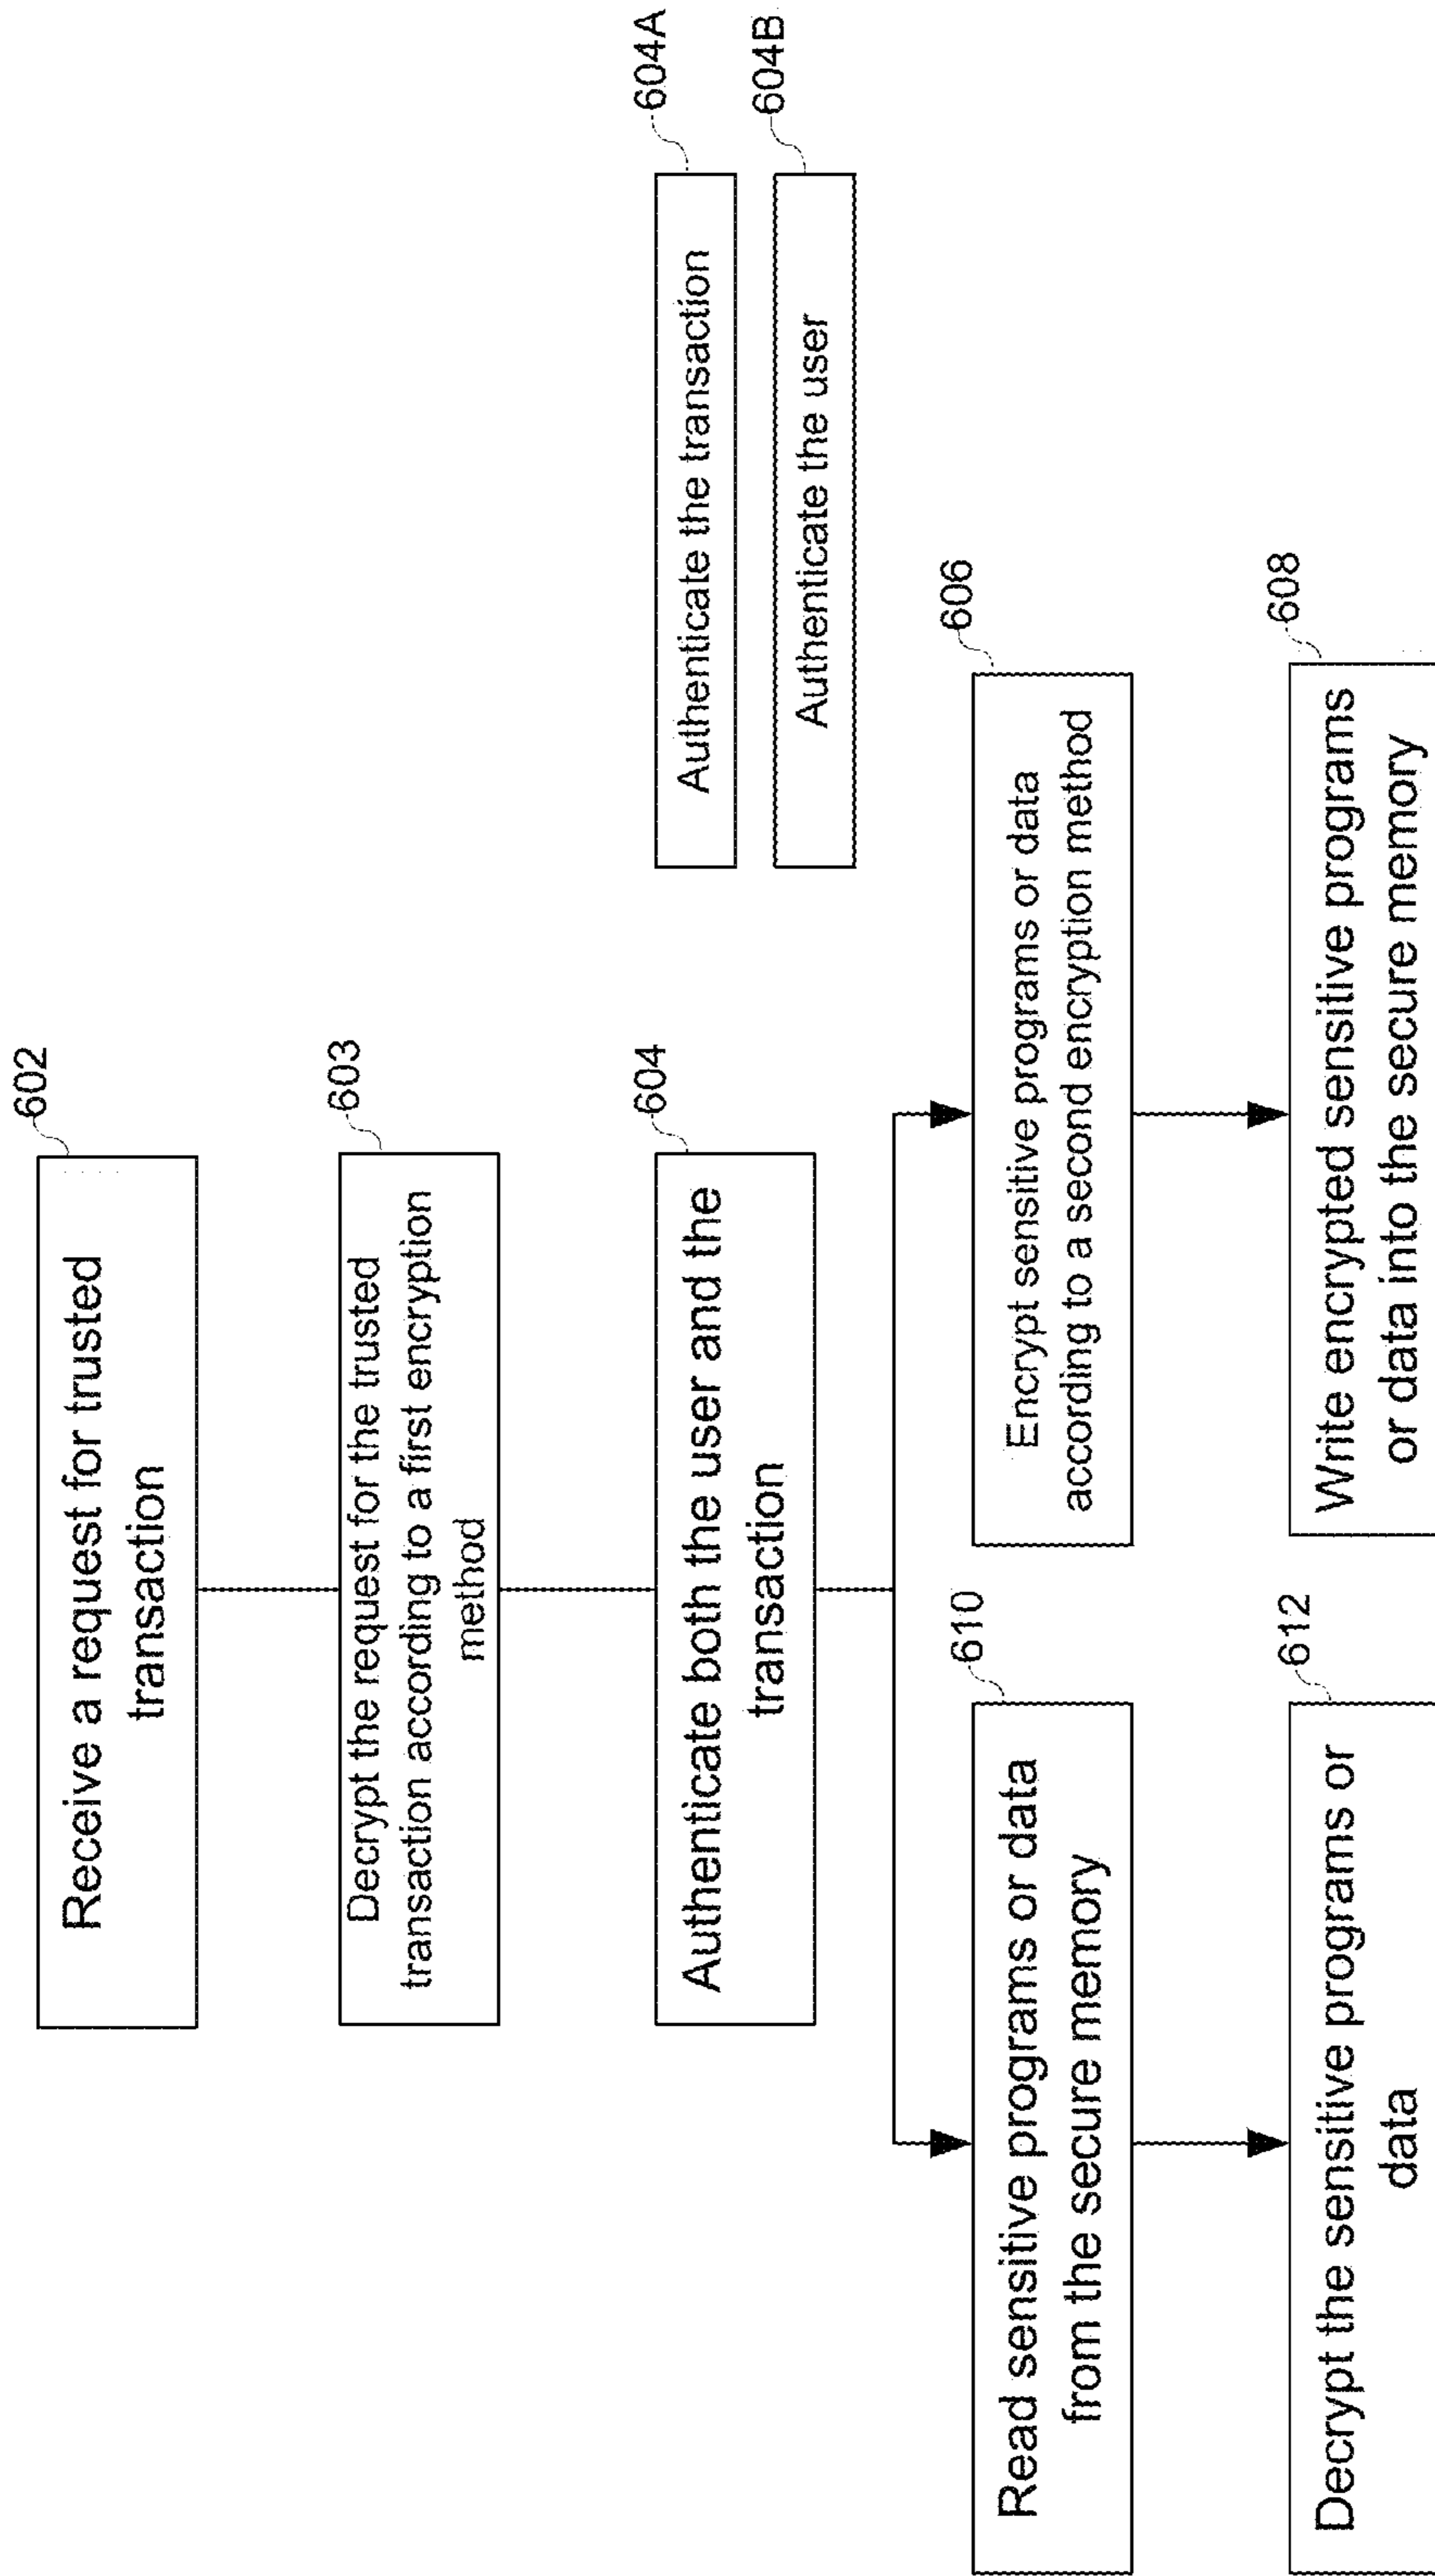 602
Receive a request for trusted
transaction
603
Decrypt the request for the trusted
transaction according to a first encryption
method
604
Authenticate both the user and the
transaction
604A
Authenticate the transaction
604B
Authenticate the user
610
Read sensitive programs or data
from the secure memory
606
Encrypt sensitive programs or data
according to a second encryption method
612
Decrypt the sensitive programs or
data
608
Write encrypted sensitive programs
or data into the secure memory